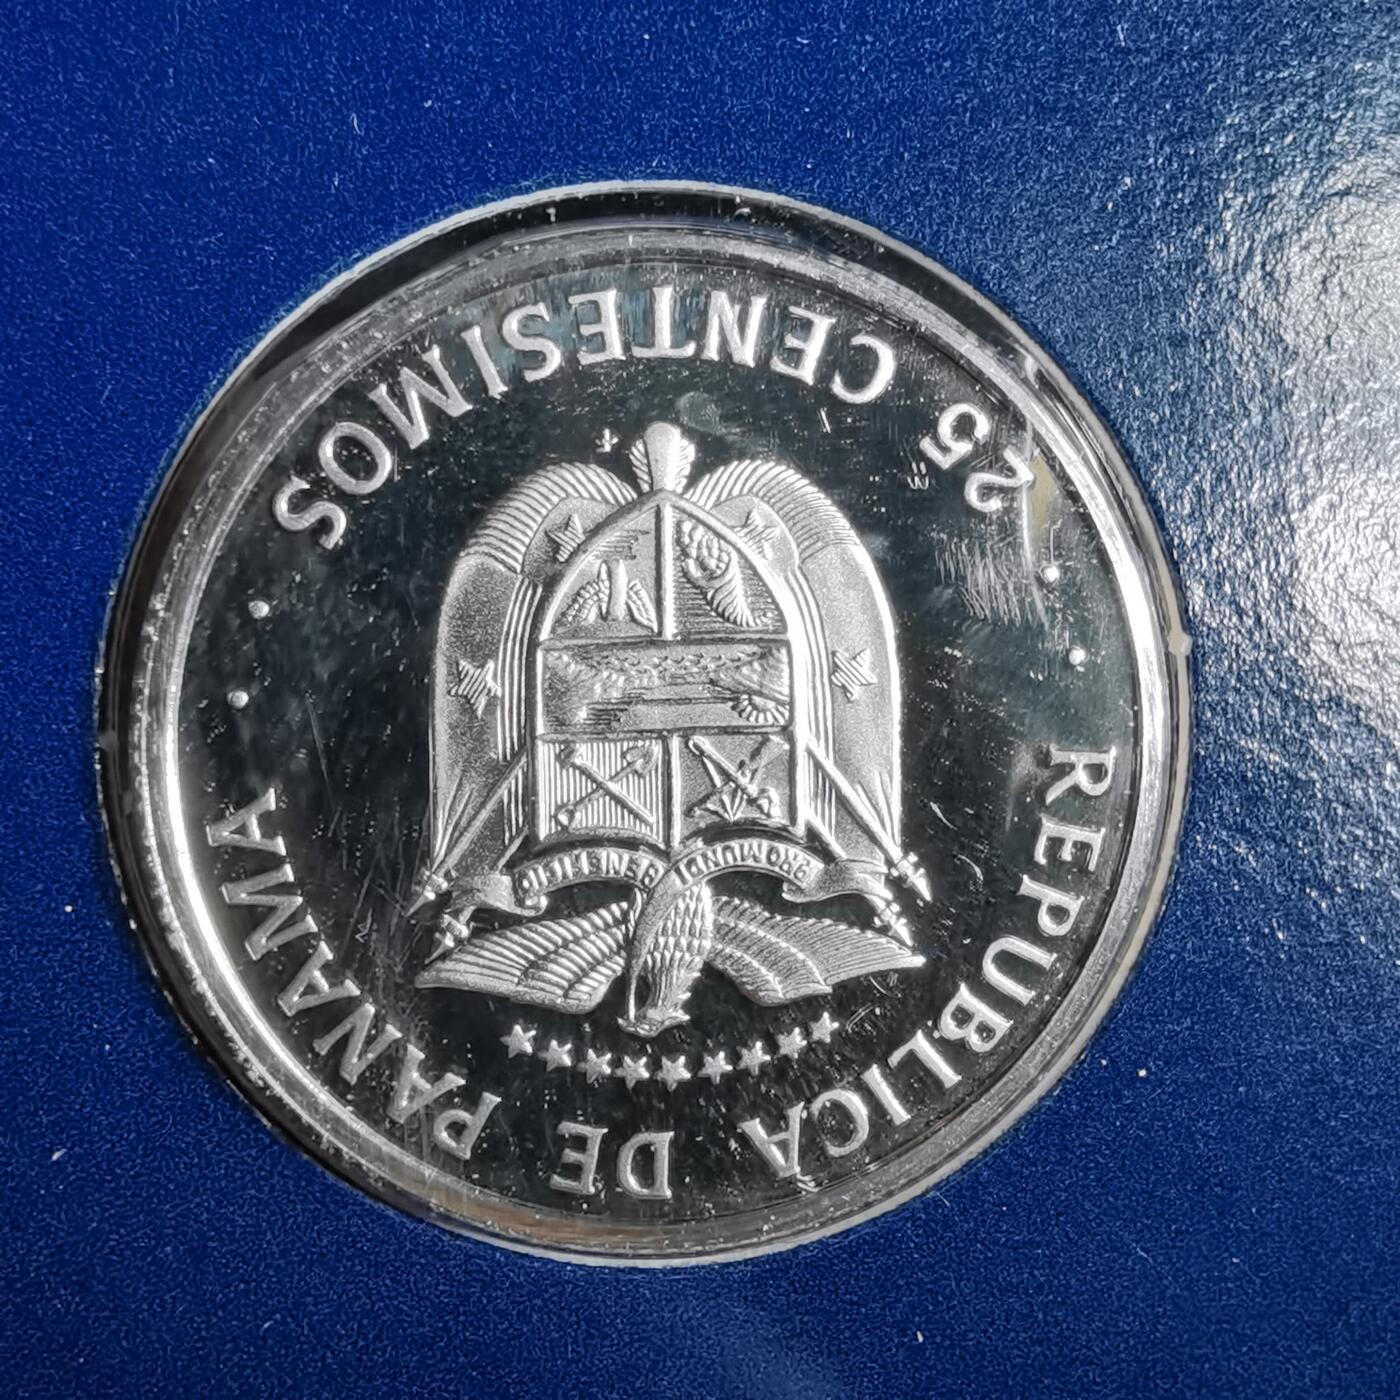 REPUBLICA DE PANAMA
PRO MUNDI BENEFICIO
25 CENTESIMOS